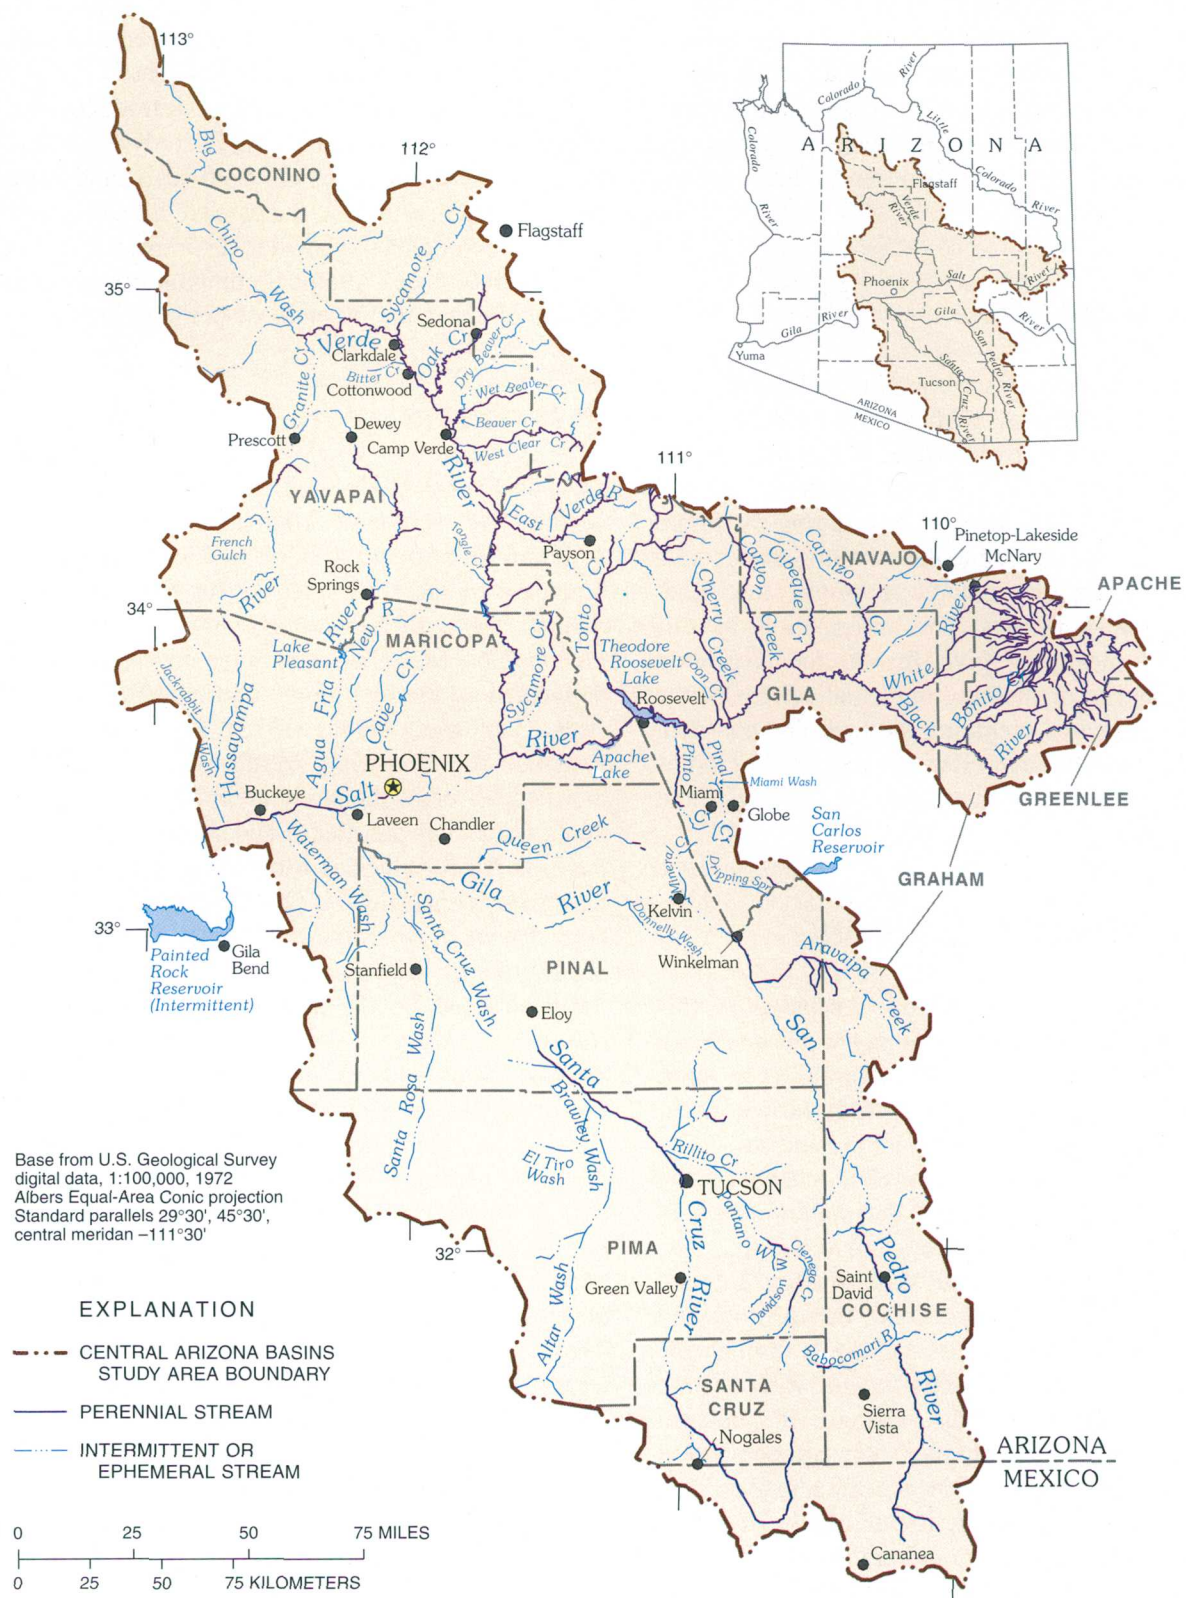 113°
112°
Big
COCONINO
Chino
Wash
Flagstaff
35°
Sycamore Cr
Sedona
Verde
Clarkdale
Bitter Cr
Cottonwood
Oak Cr
Dry Beaver Cr
Wet Beaver Cr
Beaver Cr
West Clear Cr
Granite Cr
Prescott
Dewey
Camp Verde
River
111°
YAVAPAI
East Verde R
Payson
French
Gulch
Tangle Cr
Rock
Springs
River
34°
110°
Pinetop-Lakeside
McNary
NAVAJO
APACHE
Carrizo
Cr
Cibeque Cr
Canyon
Creek
Cherry
Creek
Coon Cr
Tonto
Cr
River
White
Black
Bonito C
River
GILA
GREENLEE
GRAHAM
Lake
Pleasant
New R
River
Agua Fria
MARICOPA
Cave Cr
Sycamore Cr
Theodore
Roosevelt
Lake
Roosevelt
Jackrabbit
Wash
Hassayampa
River
Apache
Lake
PHOENIX
Salt
Buckeye
Laveen
Chandler
Queen Creek
Pinto
Cr
Pinal
Cr
Miami Wash
Miami
Globe
San
Carlos
Reservoir
Waterman Wash
Gila River
Mineral
C
Dripping Spr
Kelvin
Donnelly Wash
Winkelman
33°
Painted
Rock
Reservoir
(Intermittent)
Gila
Bend
Santa Cruz Wash
Stanfield
PINAL
Eloy
Aravaipa
Creek
San
Santa
Santa Rosa Wash
Brawley Wash
El Tiro
Wash
Rillito Cr
TUCSON
Cruz
Pantano
W
Cienega Cr
Davidson
W
Pedro
32°
PIMA
Green Valley
River
Saint
David
COCHISE
Altar Wash
Babocomari R
SANTA
CRUZ
Sierra
Vista
River
Nogales
ARIZONA
MEXICO
Cananea
Colorado
River
Little
Colorado
River
ARIZONA
Colorado
River
Flagstaff
Verde
River
Phoenix
Salt
River
Gila
River
Gila River
Yuma
San Pedro River
Santa
Cruz River
Tucson
ARIZONA
MEXICO
Base from U.S. Geological Survey
digital data, 1:100,000, 1972
Albers Equal-Area Conic projection
Standard parallels 29°30', 45°30',
central meridan –111°30'
EXPLANATION
CENTRAL ARIZONA BASINS
STUDY AREA BOUNDARY
PERENNIAL STREAM
INTERMITTENT OR
EPHEMERAL STREAM
0 25 50 75 MILES
0 25 50 75 KILOMETERS